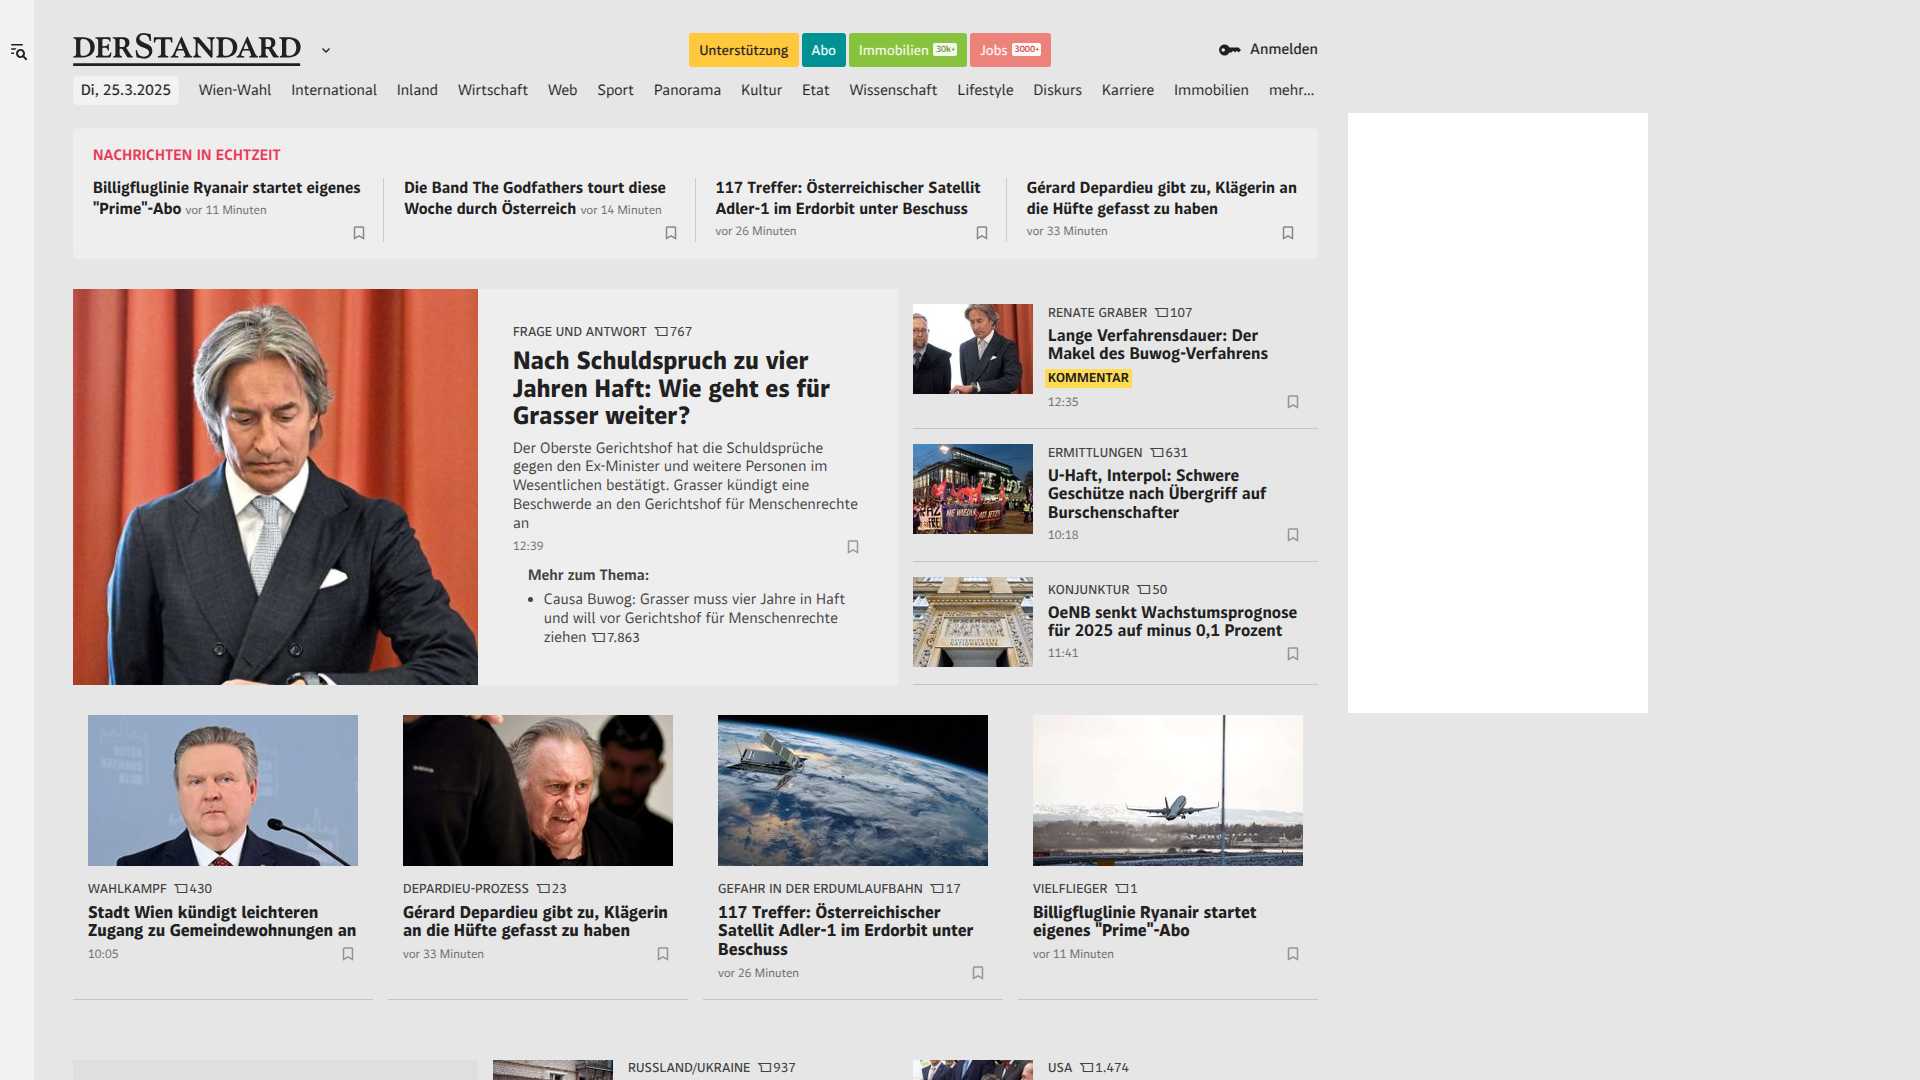 DERSTANDARD
Unterstützung
Abo
Immobilien 30k+
Jobs 3000+
Anmelden
Di, 25.3.2025
Wien-Wahl
International
Inland
Wirtschaft
Web
Sport
Panorama
Kultur
Etat
Wissenschaft
Lifestyle
Diskurs
Karriere
Immobilien
mehr...
NACHRICHTEN IN ECHTZEIT
Billigfluglinie Ryanair startet eigenes
"Prime"-Abo vor 11 Minuten
Die Band The Godfathers tourt diese
Woche durch Österreich vor 14 Minuten
117 Treffer: Österreichischer Satellit
Adler-1 im Erdorbit unter Beschuss
vor 26 Minuten
Gérard Depardieu gibt zu, Klägerin an
die Hüfte gefasst zu haben
vor 33 Minuten
FRAGE UND ANTWORT 767
Nach Schuldspruch zu vier
Jahren Haft: Wie geht es für
Grasser weiter?
Der Oberste Gerichtshof hat die Schuldsprüche
gegen den Ex-Minister und weitere Personen im
Wesentlichen bestätigt. Grasser kündigt eine
Beschwerde an den Gerichtshof für Menschenrechte
an
12:39
Mehr zum Thema:
• Causa Buwog: Grasser muss vier Jahre in Haft
und will vor Gerichtshof für Menschenrechte
ziehen 7.863
RENATE GRABER 107
Lange Verfahrensdauer: Der
Makel des Buwog-Verfahrens
KOMMENTAR
12:35
ERMITTLUNGEN 631
U-Haft, Interpol: Schwere
Geschütze nach Übergriff auf
Burschenschafter
10:18
KONJUNKTUR 50
OeNB senkt Wachstumsprognose
für 2025 auf minus 0,1 Prozent
11:41
WAHLKAMPF 430
Stadt Wien kündigt leichteren
Zugang zu Gemeindewohnungen an
10:05
DEPARDIEU-PROZESS 23
Gérard Depardieu gibt zu, Klägerin
an die Hüfte gefasst zu haben
vor 33 Minuten
GEFAHR IN DER ERDUMLAUFBAHN 17
117 Treffer: Österreichischer
Satellit Adler-1 im Erdorbit unter
Beschuss
vor 26 Minuten
VIELFLIEGER 1
Billigfluglinie Ryanair startet
eigenes "Prime"-Abo
vor 11 Minuten
RUSSLAND/UKRAINE 937
USA 1.474